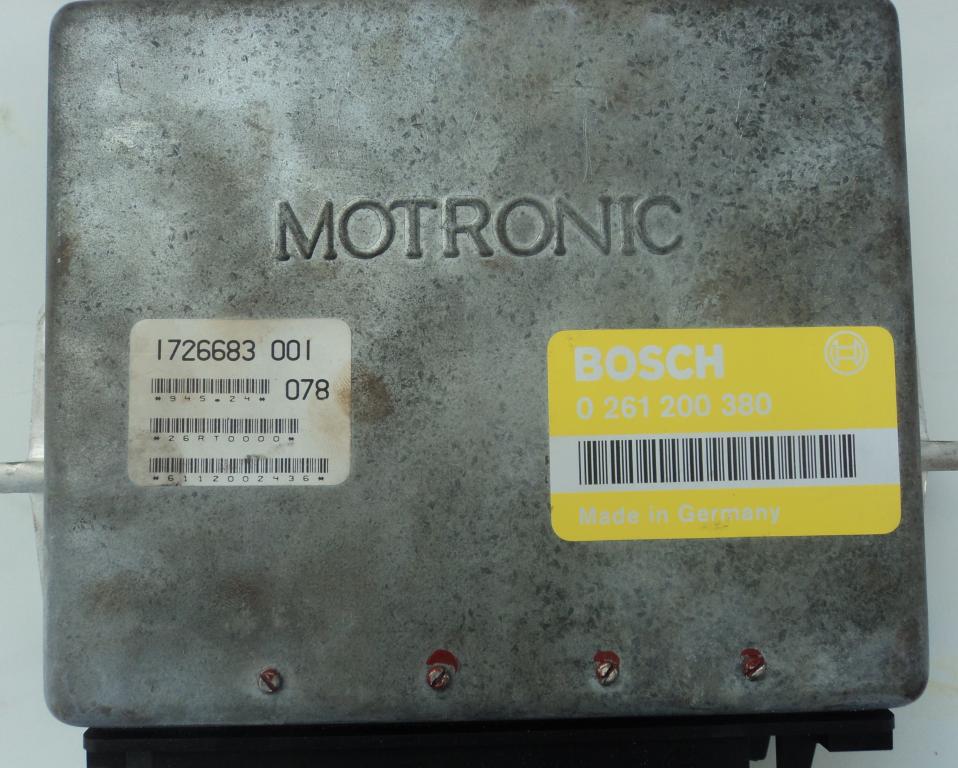 MOTRONIC
1726683 001
078
*945.24*
*26RT0000*
*6112002436*
BOSCH
0 261 200 380
Made in Germany